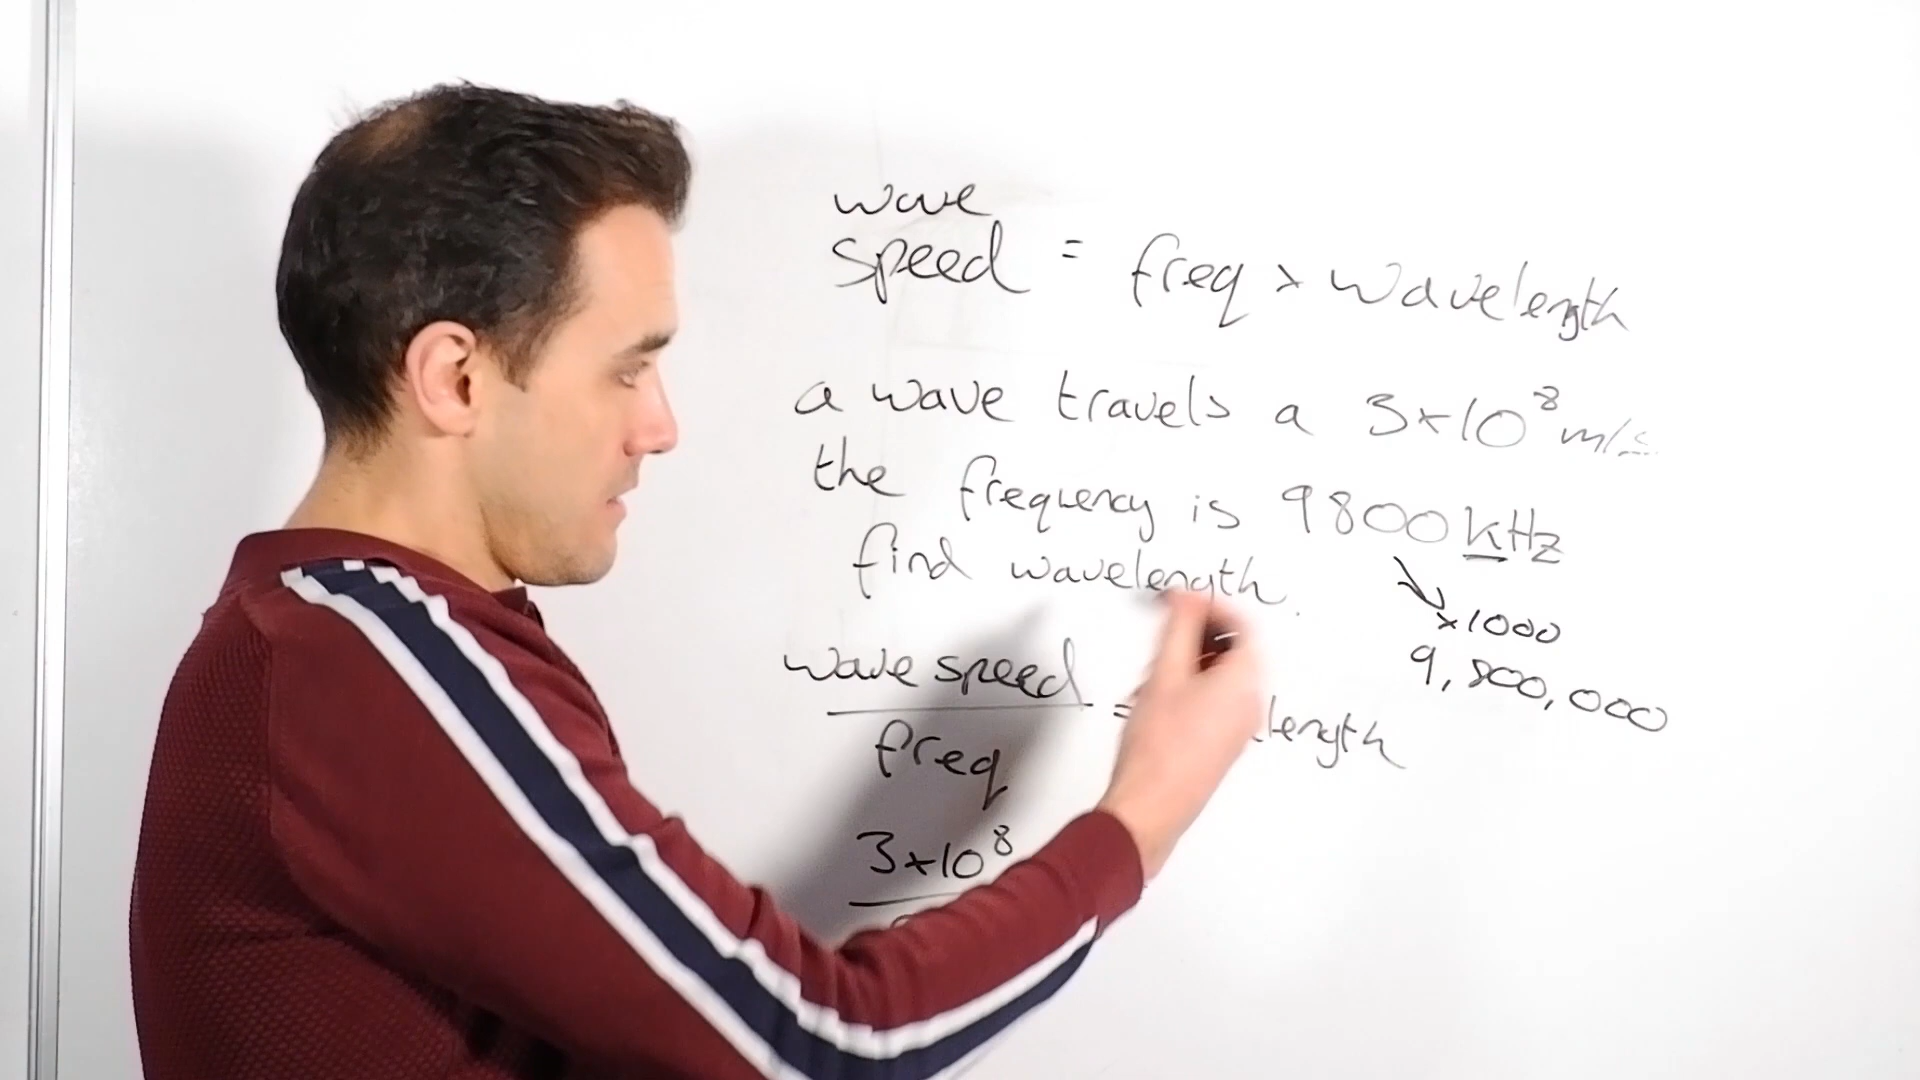 wave
speed = freq × wavelength
a wave travels a 3×10⁸ m/s
the frequency is 9800 kHz
find wavelength.
×1000
9,800,000
wave speed
freq
=
length
3×10⁸